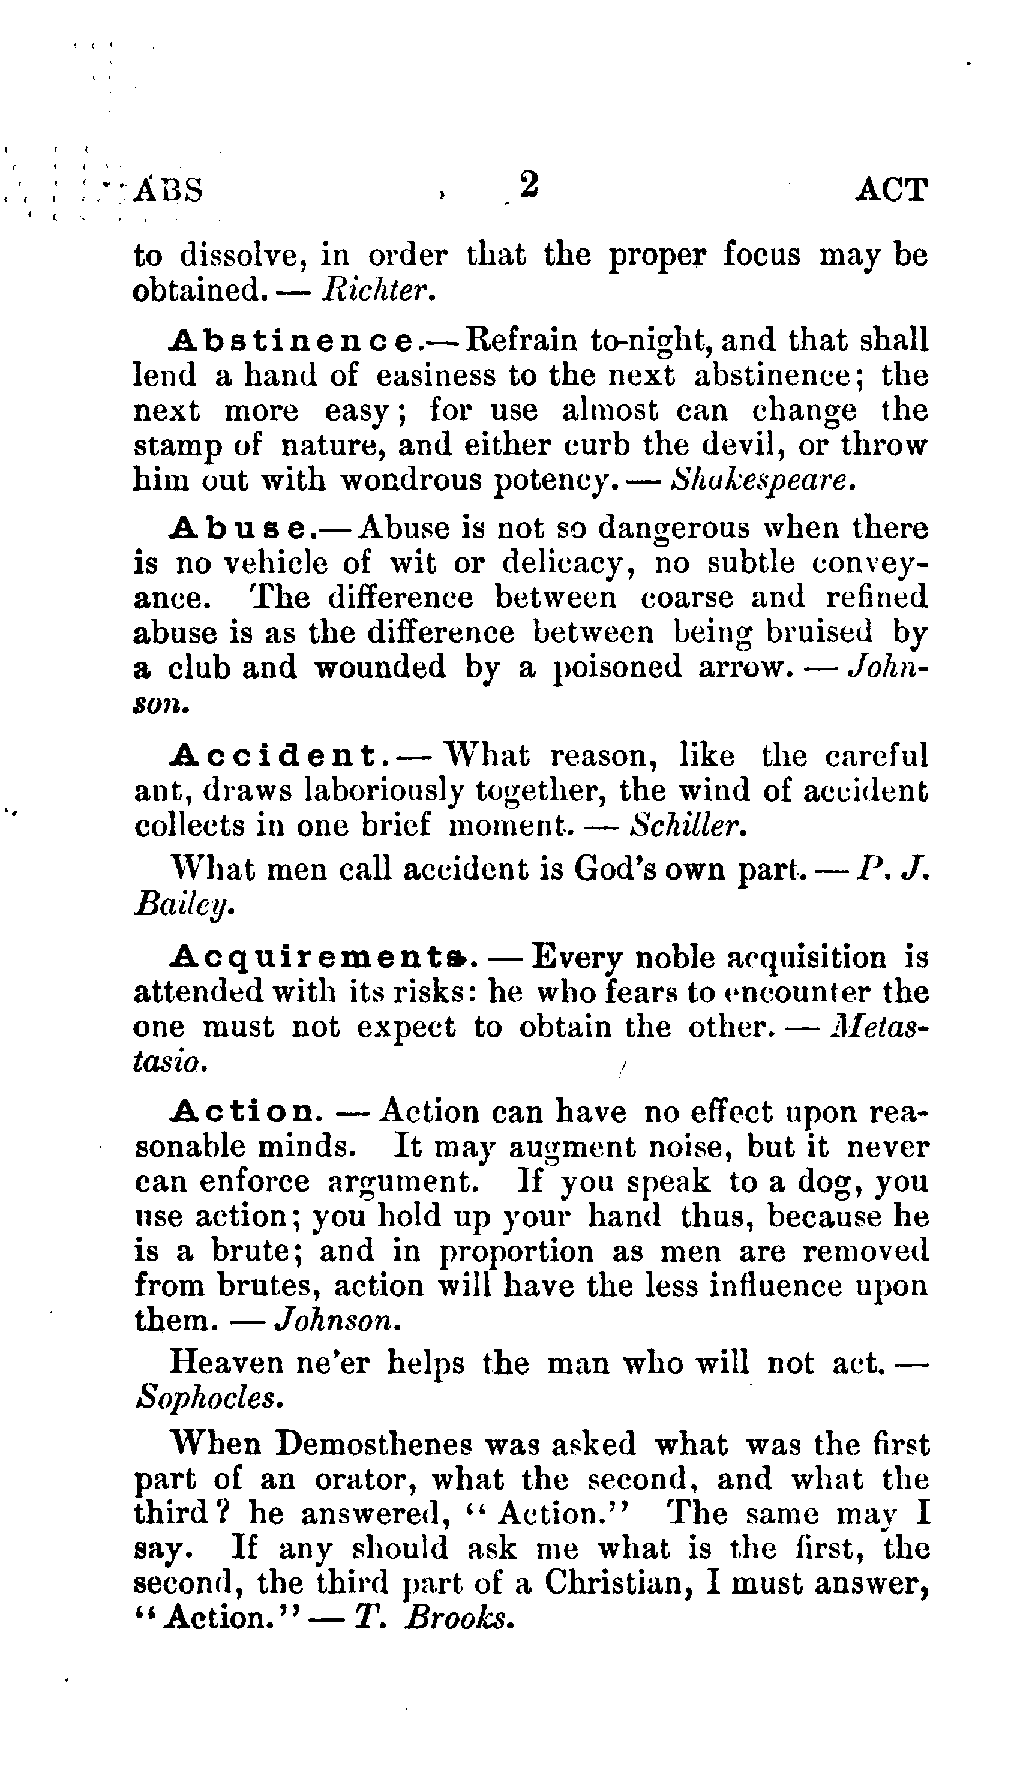 ABS 2 ACT
to dissolve, in order that the proper focus may be
obtained. — Richter.
Abstinence.—Refrain to-night, and that shall
lend a hand of easiness to the next abstinence; the
next more easy; for use almost can change the
stamp of nature, and either curb the devil, or throw
him out with wondrous potency. — Shakespeare.
Abuse.—Abuse is not so dangerous when there
is no vehicle of wit or delicacy, no subtle convey-
ance. The difference between coarse and refined
abuse is as the difference between being bruised by
a club and wounded by a poisoned arrow. — John-
son.
Accident.— What reason, like the careful
ant, draws laboriously together, the wind of accident
collects in one brief moment. — Schiller.
What men call accident is God's own part. — P. J.
Bailey.
Acquirements. — Every noble acquisition is
attended with its risks: he who fears to encounter the
one must not expect to obtain the other. — Metas-
tasio.
Action. — Action can have no effect upon rea-
sonable minds. It may augment noise, but it never
can enforce argument. If you speak to a dog, you
use action; you hold up your hand thus, because he
is a brute; and in proportion as men are removed
from brutes, action will have the less influence upon
them. — Johnson.
Heaven ne'er helps the man who will not act. —
Sophocles.
When Demosthenes was asked what was the first
part of an orator, what the second, and what the
third? he answered, "Action." The same may I
say. If any should ask me what is the first, the
second, the third part of a Christian, I must answer,
"Action." — T. Brooks.